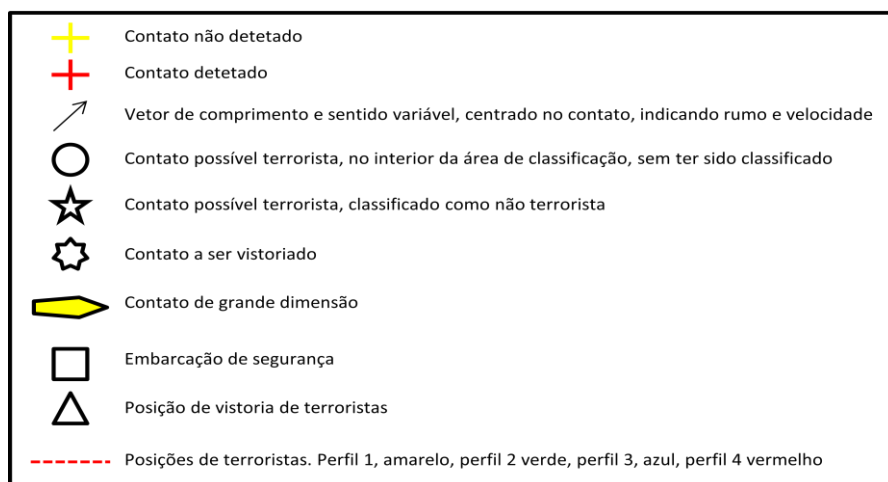 Contato não detetado
Contato detetado
Vetor de comprimento e sentido variável, centrado no contato, indicando rumo e velocidade
Contato possível terrorista, no interior da área de classificação, sem ter sido classificado
Contato possível terrorista, classificado como não terrorista
Contato a ser vistoriado
Contato de grande dimensão
Embarcação de segurança
Posição de vistoria de terroristas
Posições de terroristas. Perfil 1, amarelo, perfil 2 verde, perfil 3, azul, perfil 4 vermelho